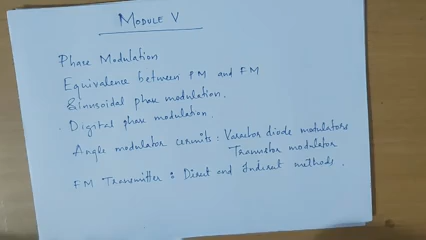 MODULE V
Phase Modulation
Equivalence between PM and FM
Sinusoidal phase modulation.
Digital phase modulation.
Angle modulator : Varactor diode modulators
Transistor modulator
FM Transmitter : Direct and Indirect methods.